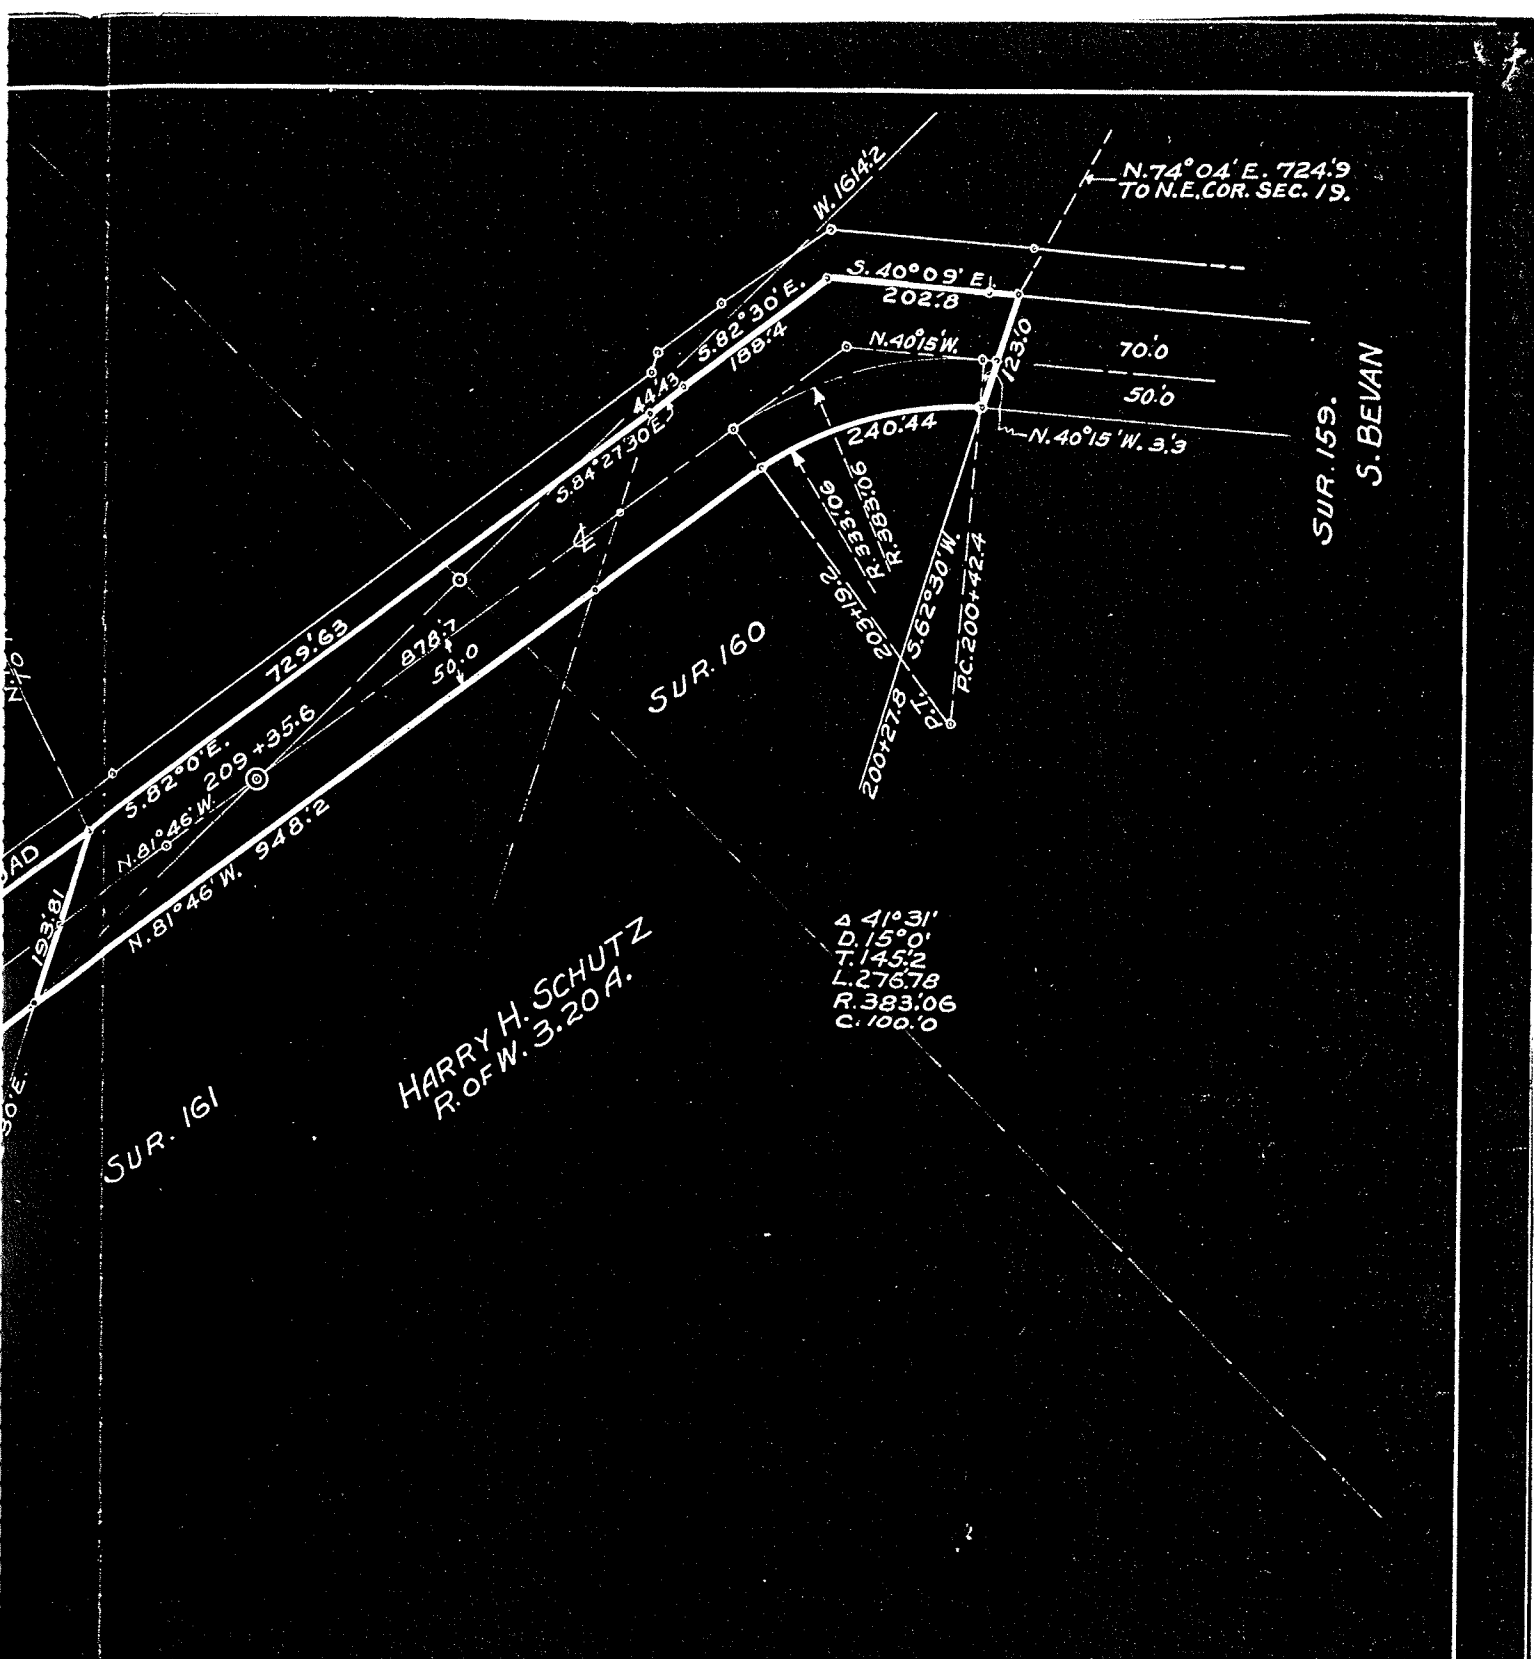 N.74°04'E. 724.'9
TO N.E.COR. SEC. 19.
W. 1614.'2
S. 40°09' E.
202.'8
S.82°30'E.
188.'4
N.40°15'W.
123.'0
70.'0
50.'0
N.40°15'W. 3.'3
44.'43
S.84°27'30"E.
240.'44
R.333.'06
R.383.'06
203+19.2
P.T.
S.62°30'W.
200+27.8
P.C.200+42.4
SUR. 159.
S. BEVAN
729.'63
878.'7
50.'0
SUR. 160
S.82°0'E.
209+35.6
N.81°46'W.
N.81°46'W. 948.'2
193.'81
OAD
30'E.
HARRY H. SCHUTZ
R. OF W. 3.20 A.
SUR. 161
Δ 41°31'
D. 15°0'
T. 145.'2
L. 276.'78
R. 383.'06
C. 100.'0